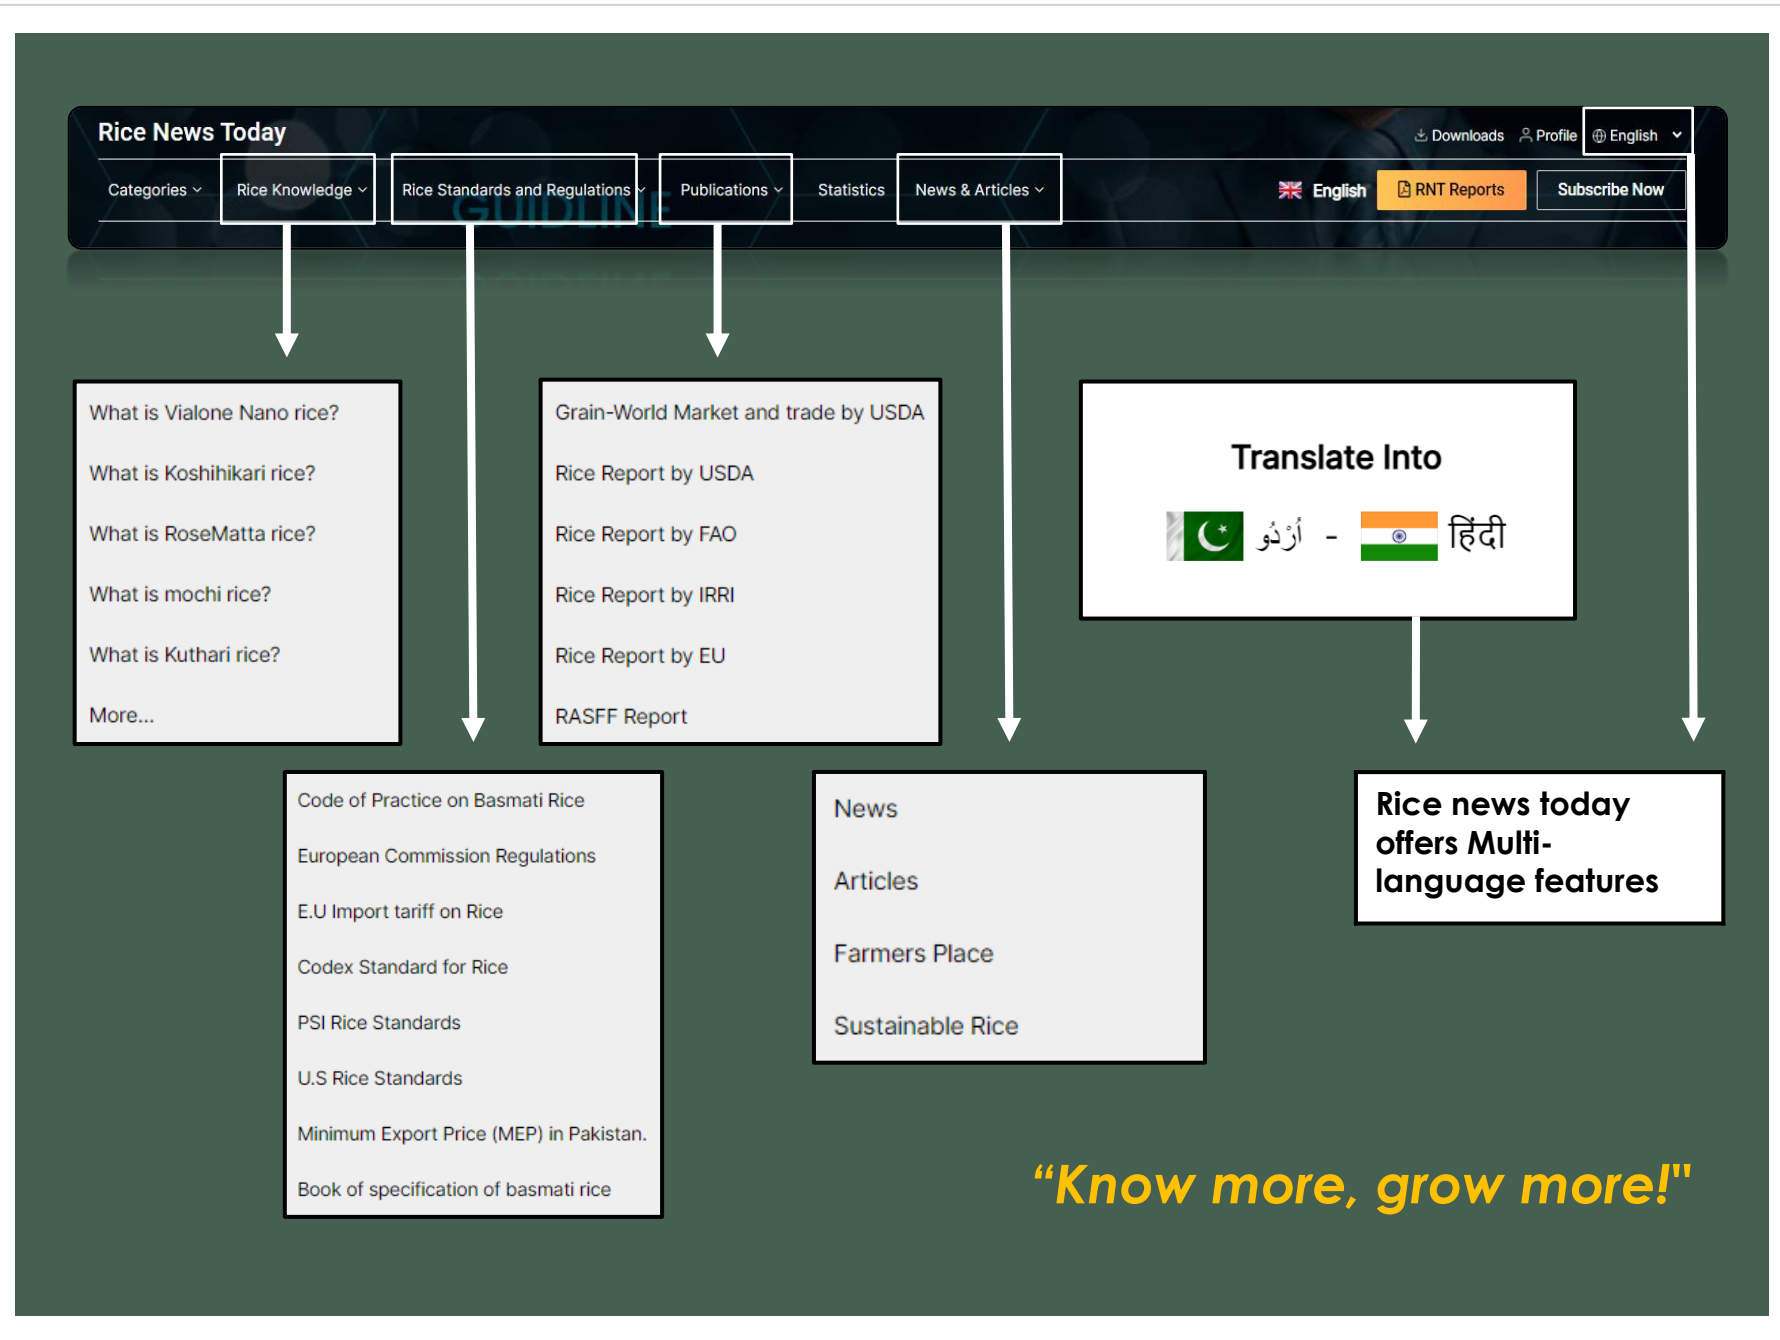 Rice News Today
Downloads Profile English
Categories Rice Knowledge Rice Standards and Regulations Publications Statistics News & Articles English RNT Reports Subscribe Now
GUIDLINE
What is Vialone Nano rice?
What is Koshihikari rice?
What is RoseMatta rice?
What is mochi rice?
What is Kuthari rice?
More...
Grain-World Market and trade by USDA
Rice Report by USDA
Rice Report by FAO
Rice Report by IRRI
Rice Report by EU
RASFF Report
Translate Into
اُرْدُو - हिंदी
Code of Practice on Basmati Rice
European Commission Regulations
E.U Import tariff on Rice
Codex Standard for Rice
PSI Rice Standards
U.S Rice Standards
Minimum Export Price (MEP) in Pakistan.
Book of specification of basmati rice
News
Articles
Farmers Place
Sustainable Rice
Rice news today
offers Multi-
language features
“Know more, grow more!"